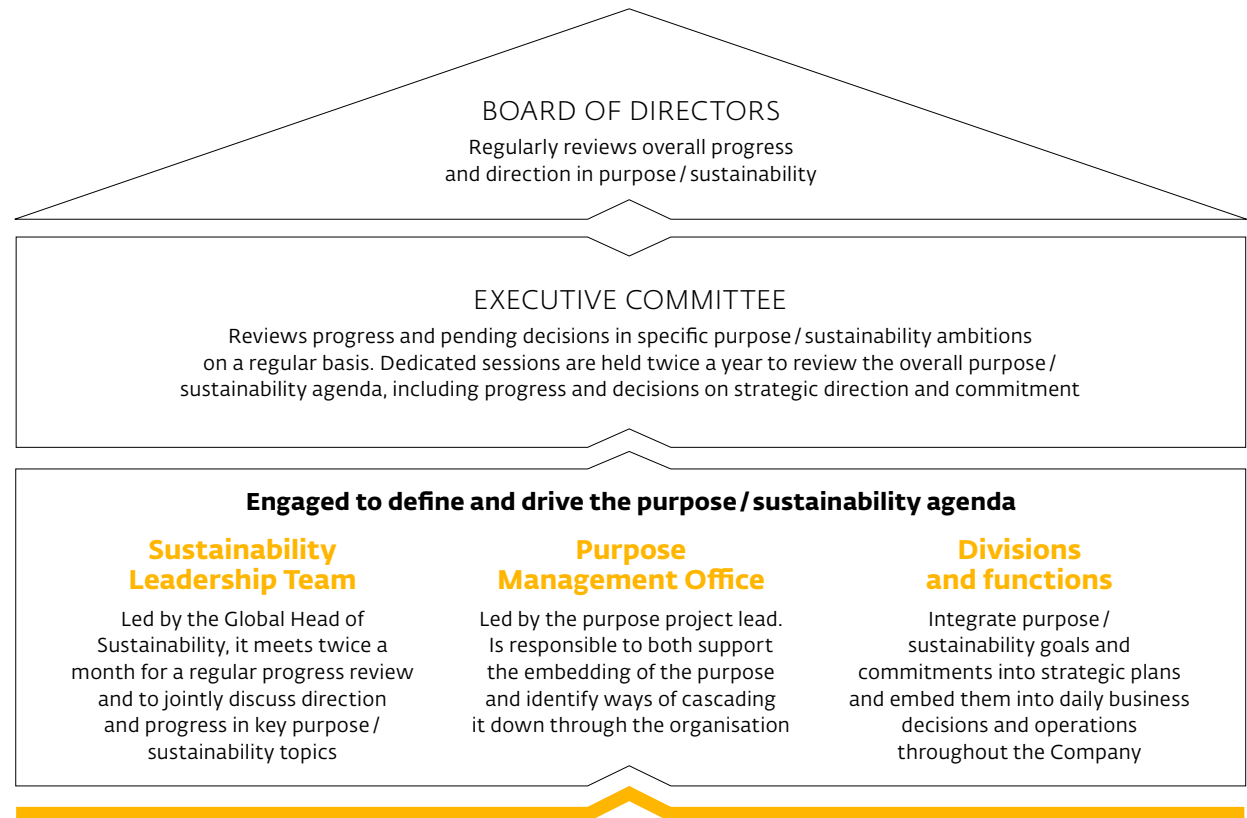 BOARD OF DIRECTORS
Regularly reviews overall progress
and direction in purpose / sustainability
EXECUTIVE COMMITTEE
Reviews progress and pending decisions in specific purpose / sustainability ambitions
on a regular basis. Dedicated sessions are held twice a year to review the overall purpose /
sustainability agenda, including progress and decisions on strategic direction and commitment
Engaged to define and drive the purpose / sustainability agenda
Sustainability
Leadership Team
Led by the Global Head of
Sustainability, it meets twice a
month for a regular progress review
and to jointly discuss direction
and progress in key purpose /
sustainability topics
Purpose
Management Office
Led by the purpose project lead.
Is responsible to both support
the embedding of the purpose
and identify ways of cascading
it down through the organisation
Divisions
and functions
Integrate purpose /
sustainability goals and
commitments into strategic plans
and embed them into daily business
decisions and operations
throughout the Company